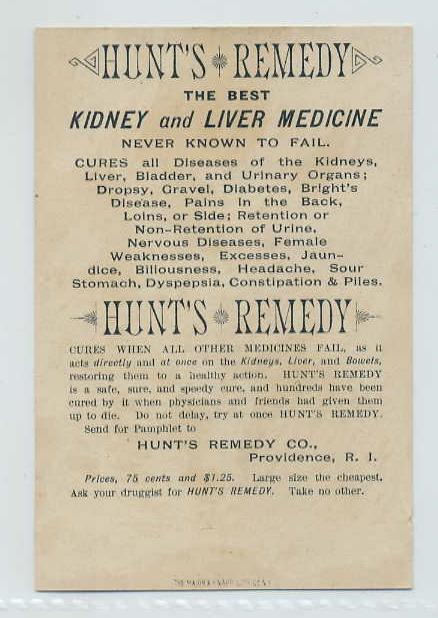 HUNT'S REMEDY
THE BEST
KIDNEY and LIVER MEDICINE
NEVER KNOWN TO FAIL.
CURES all Diseases of the Kidneys,
Liver, Bladder, and Urinary Organs;
Dropsy, Gravel, Diabetes, Bright's
Disease, Pains in the Back,
Loins, or Side; Retention or
Non-Retention of Urine,
Nervous Diseases, Female
Weaknesses, Excesses, Jaun-
dice, Biliousness, Headache, Sour
Stomach, Dyspepsia, Constipation & Piles.
HUNT'S REMEDY
CURES WHEN ALL OTHER MEDICINES FAIL, as it
acts directly and at once on the Kidneys, Liver, and Bowels,
restoring them to a healthy action. HUNT'S REMEDY
is a safe, sure, and speedy cure, and hundreds have been
cured by it when physicians and friends had given them
up to die. Do not delay, try at once HUNT'S REMEDY.
Send for Pamphlet to
HUNT'S REMEDY CO.,
Providence, R. I.
Prices, 75 cents and $1.25. Large size the cheapest.
Ask your druggist for HUNT'S REMEDY. Take no other.